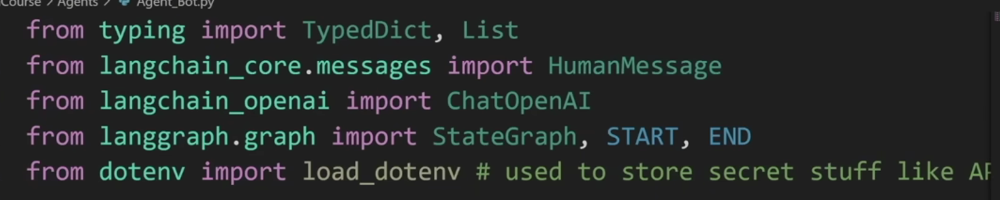 Course > Agents > Agent_Bot.py
from typing import TypedDict, List
from langchain_core.messages import HumanMessage
from langchain_openai import ChatOpenAI
from langgraph.graph import StateGraph, START, END
from dotenv import load_dotenv # used to store secret stuff like